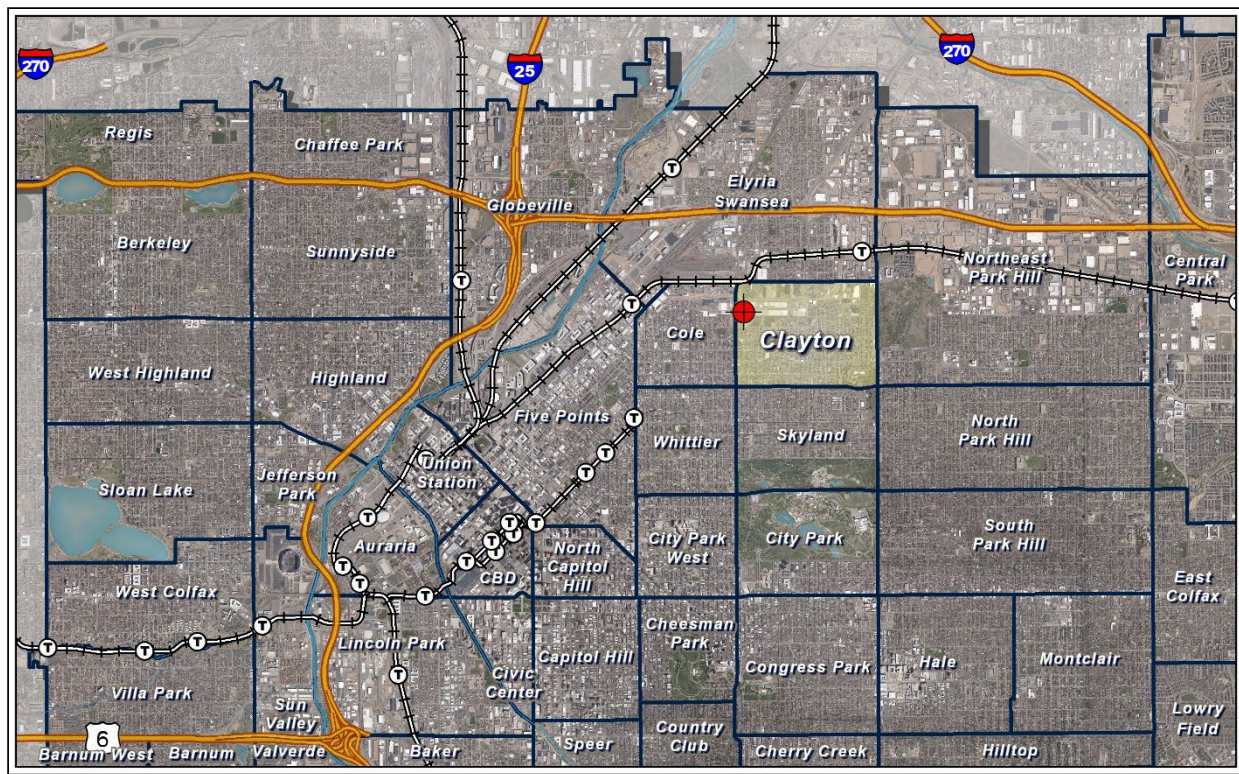 270
25
270
Regis
Chaffee Park
Elyria
Swansea
Globeville
Berkeley
Sunnyside
Northeast
Park Hill
Central
Park
T
T
T
T
T
Cole
Clayton
West Highland
Highland
Five Points
Whittier
Skyland
North
Park Hill
T
T
T
T
T
Union
Station
Sloan Lake
Jefferson
Park
T
T
T
T
T
T
T
Auraria
CBD
North
Capitol
Hill
City Park
West
City Park
South
Park Hill
T
T
T
West Colfax
East
Colfax
T
T
T
T
Lincoln Park
Cheesman
Park
Capitol Hill
Congress Park
Hale
Montclair
T
Villa Park
Civic
Center
Sun
Valley
Lowry
Field
6
Barnum West
Barnum
Valverde
Baker
Speer
Country
Club
Cherry Creek
Hilltop